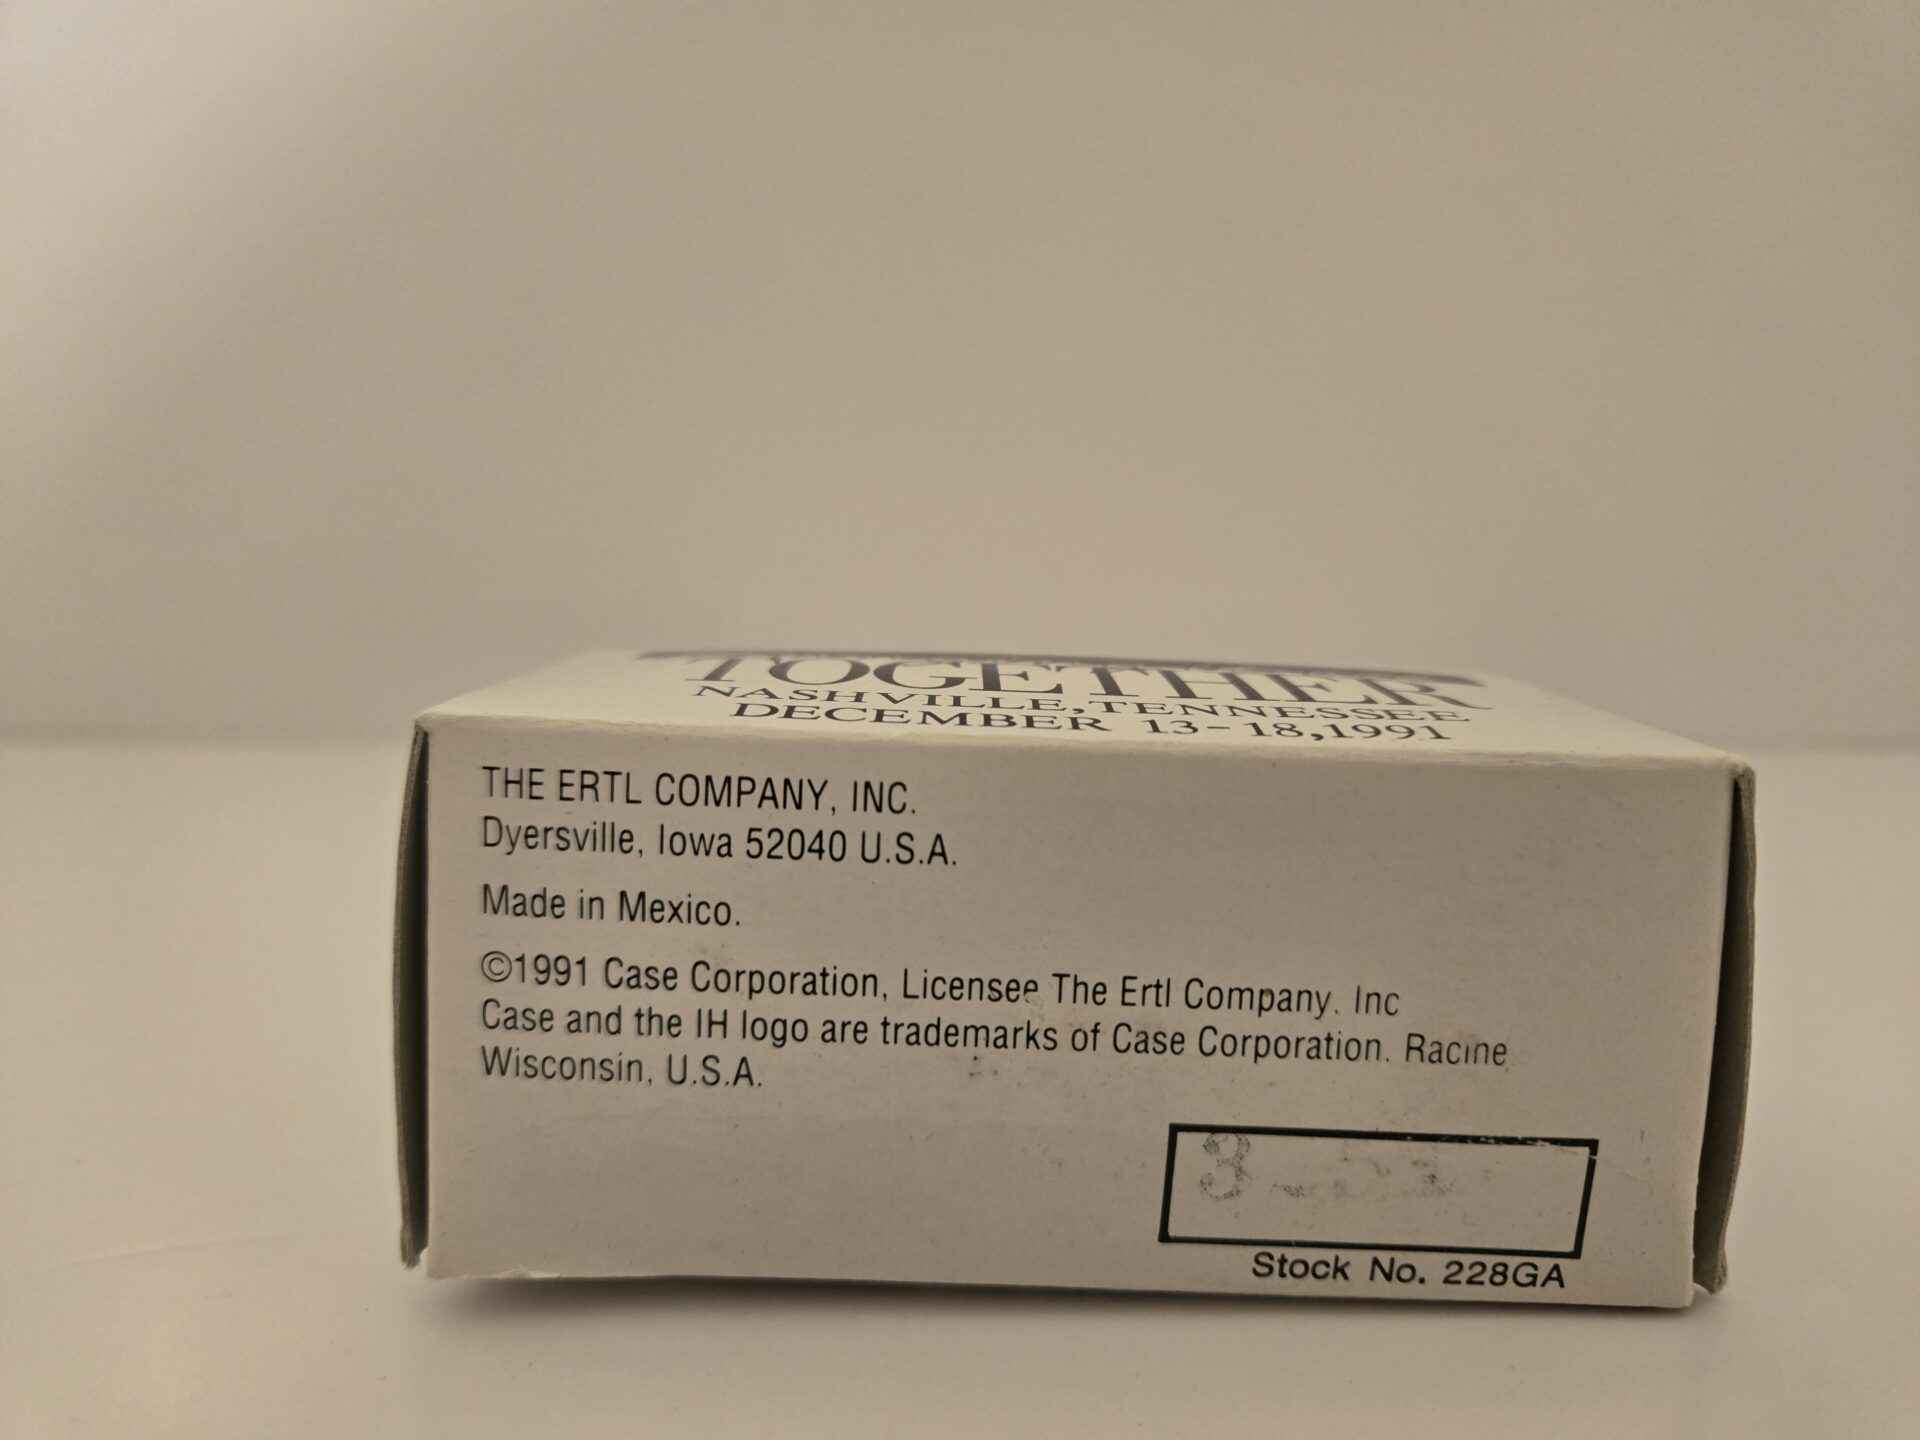 TOGETHER
NASHVILLE, TENNESSEE
DECEMBER 13-18, 1991
THE ERTL COMPANY, INC.
Dyersville, Iowa 52040 U.S.A.
Made in Mexico.
©1991 Case Corporation, Licensee The Ertl Company. Inc
Case and the IH logo are trademarks of Case Corporation. Racine
Wisconsin, U.S.A.
3
Stock No. 228GA